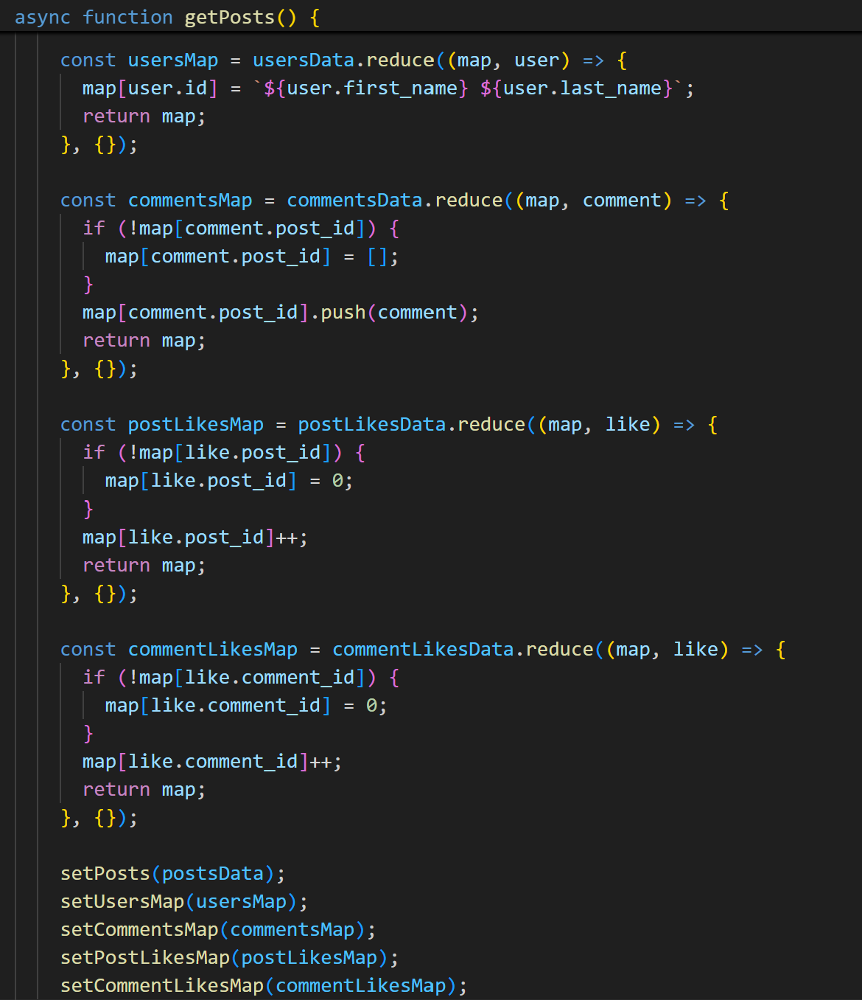 async function getPosts() {
const usersMap = usersData.reduce((map, user) => {
map[user.id] = `${user.first_name} ${user.last_name}`;
return map;
}, {});
const commentsMap = commentsData.reduce((map, comment) => {
if (!map[comment.post_id]) {
map[comment.post_id] = [];
}
map[comment.post_id].push(comment);
return map;
}, {});
const postLikesMap = postLikesData.reduce((map, like) => {
if (!map[like.post_id]) {
map[like.post_id] = 0;
}
map[like.post_id]++;
return map;
}, {});
const commentLikesMap = commentLikesData.reduce((map, like) => {
if (!map[like.comment_id]) {
map[like.comment_id] = 0;
}
map[like.comment_id]++;
return map;
}, {});
setPosts(postsData);
setUsersMap(usersMap);
setCommentsMap(commentsMap);
setPostLikesMap(postLikesMap);
setCommentLikesMap(commentLikesMap);